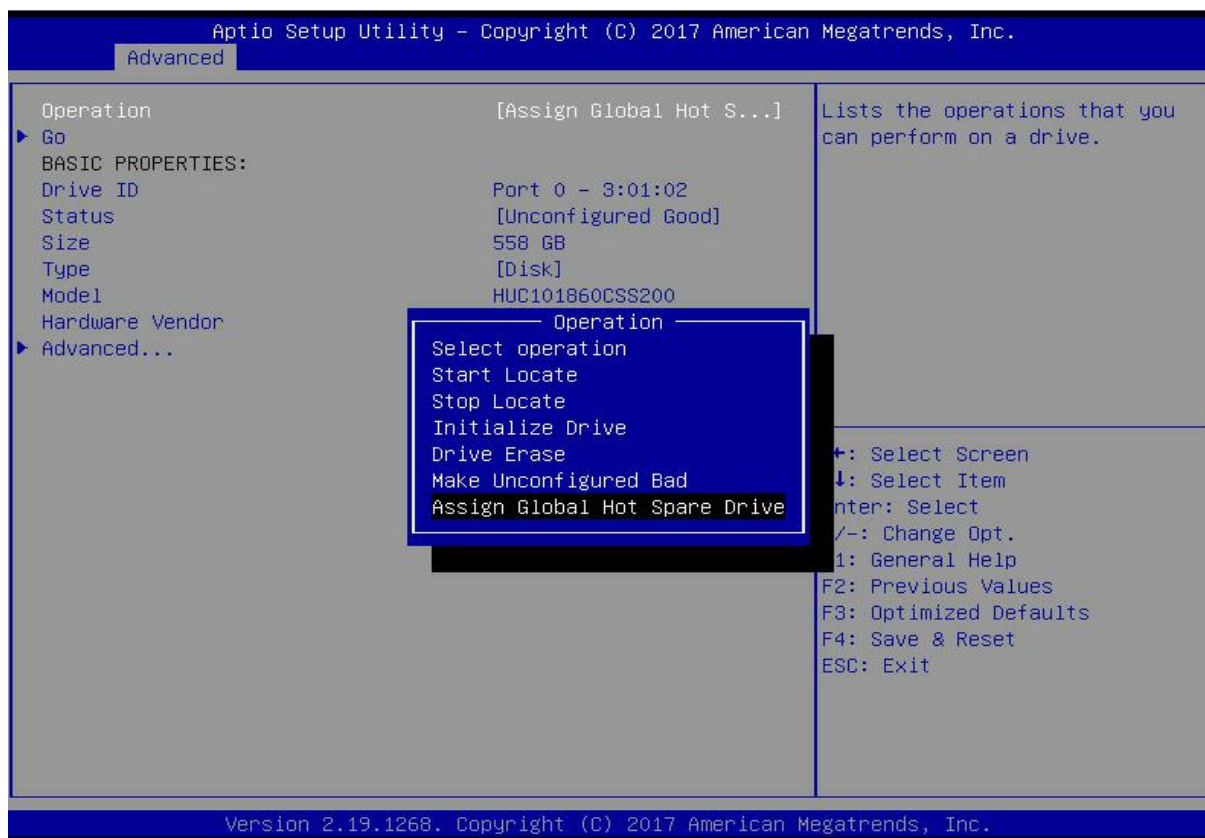 Aptio Setup Utility – Copyright (C) 2017 American Megatrends, Inc.
Advanced
Operation [Assign Global Hot S...]
Go
BASIC PROPERTIES:
Drive ID Port 0 – 3:01:02
Status [Unconfigured Good]
Size 558 GB
Type [Disk]
Model HUC101860CSS200
Hardware Vendor
Advanced...
Operation
Select operation
Start Locate
Stop Locate
Initialize Drive
Drive Erase
Make Unconfigured Bad
Assign Global Hot Spare Drive
Lists the operations that you
can perform on a drive.
: Select Screen
: Select Item
nter: Select
/-: Change Opt.
1: General Help
F2: Previous Values
F3: Optimized Defaults
F4: Save & Reset
ESC: Exit
Version 2.19.1268. Copyright (C) 2017 American Megatrends, Inc.